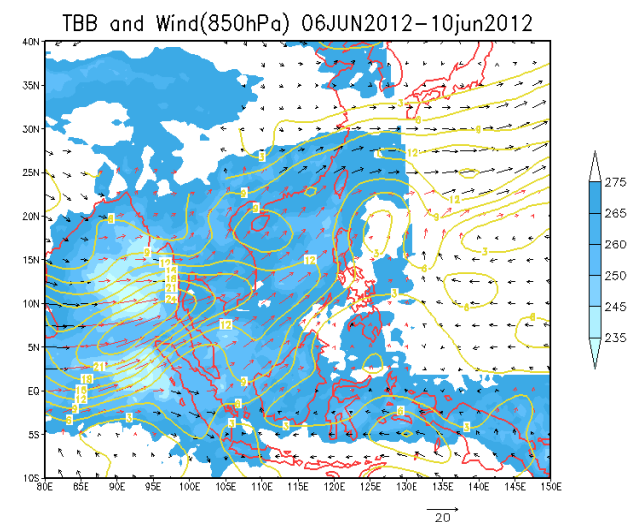 TBB and Wind(850hPa) 06JUN2012-10jun2012
40N
35N
30N
25N
20N
15N
10N
5N
EQ
5S
10S
80E 85E 90E 95E 100E 105E 110E 115E 120E 125E 130E 135E 140E 145E 150E
275
265
260
250
245
235
20